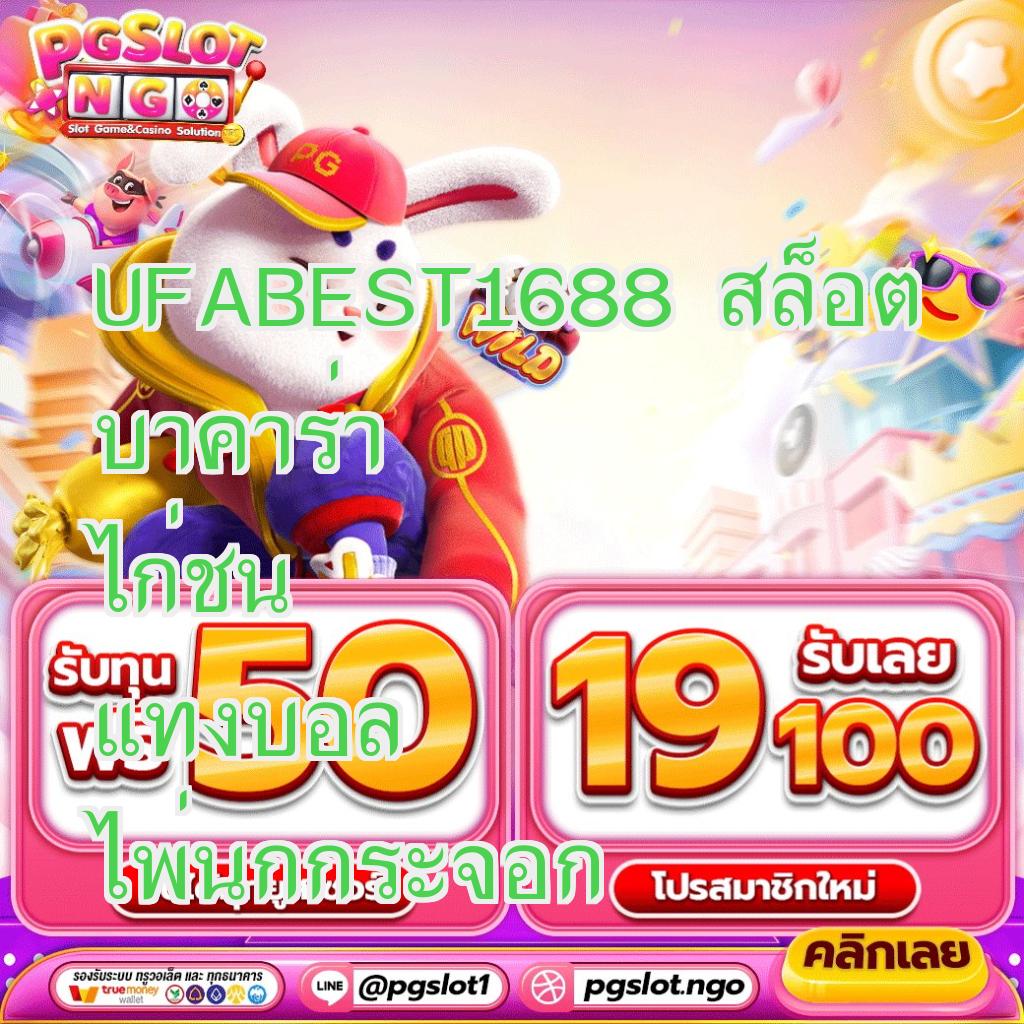 PGSLOT
NGO
Slot Game&Casino Solution
PG
UFABEST1688 สล็อต
WILD
บาคาร่า
ไก่ชน
รับทุน
ฟรี 50
19 รับเลย
100
แทงบอล
ไพ่นกกระจอก
โปรสมาชิกใหม่
คลิกเลย
รองรับระบบ ทรูวอเล็ต และ ทุกธนาคาร
truemoney
wallet
LINE @pgslot1
pgslot.ngo